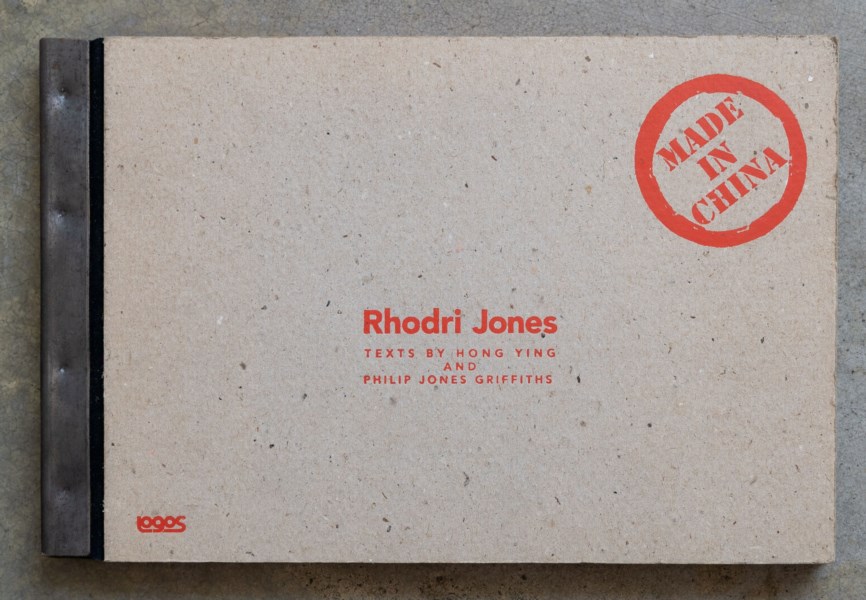 MADE
IN
CHINA
Rhodri Jones
TEXTS BY HONG YING
AND
PHILIP JONES GRIFFITHS
logos